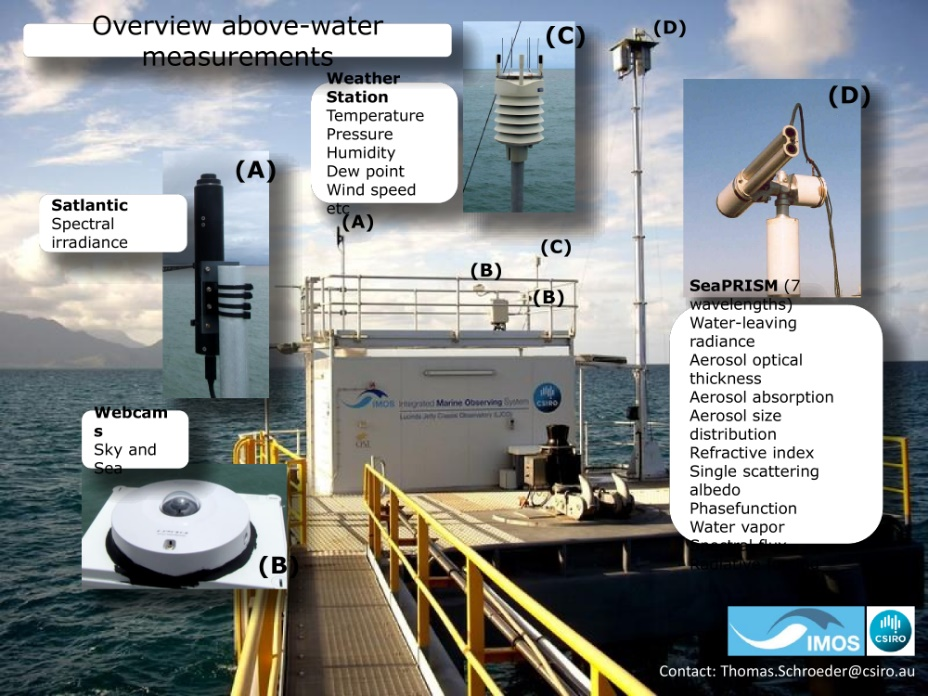 Overview above-water
measurements
(C)
(D)
Weather
Station
Temperature
Pressure
Humidity
Dew point
Wind speed
etc
(D)
(A)
Satlantic
Spectral
irradiance
(A)
(C)
(B)
(B)
SeaPRISM (7
wavelengths)
Water-leaving
radiance
Aerosol optical
thickness
Aerosol absorption
Aerosol size
distribution
Refractive index
Single scattering
albedo
Phasefunction
Water vapor
Spectral flux
IMOS Integrated Marine Observing System
Lucinda Jetty Coastal Observatory (LJCO)
CSIRO
Webcam
s
Sky and
Sea
(B)
IMOS
CSIRO
Contact: Thomas.Schroeder@csiro.au